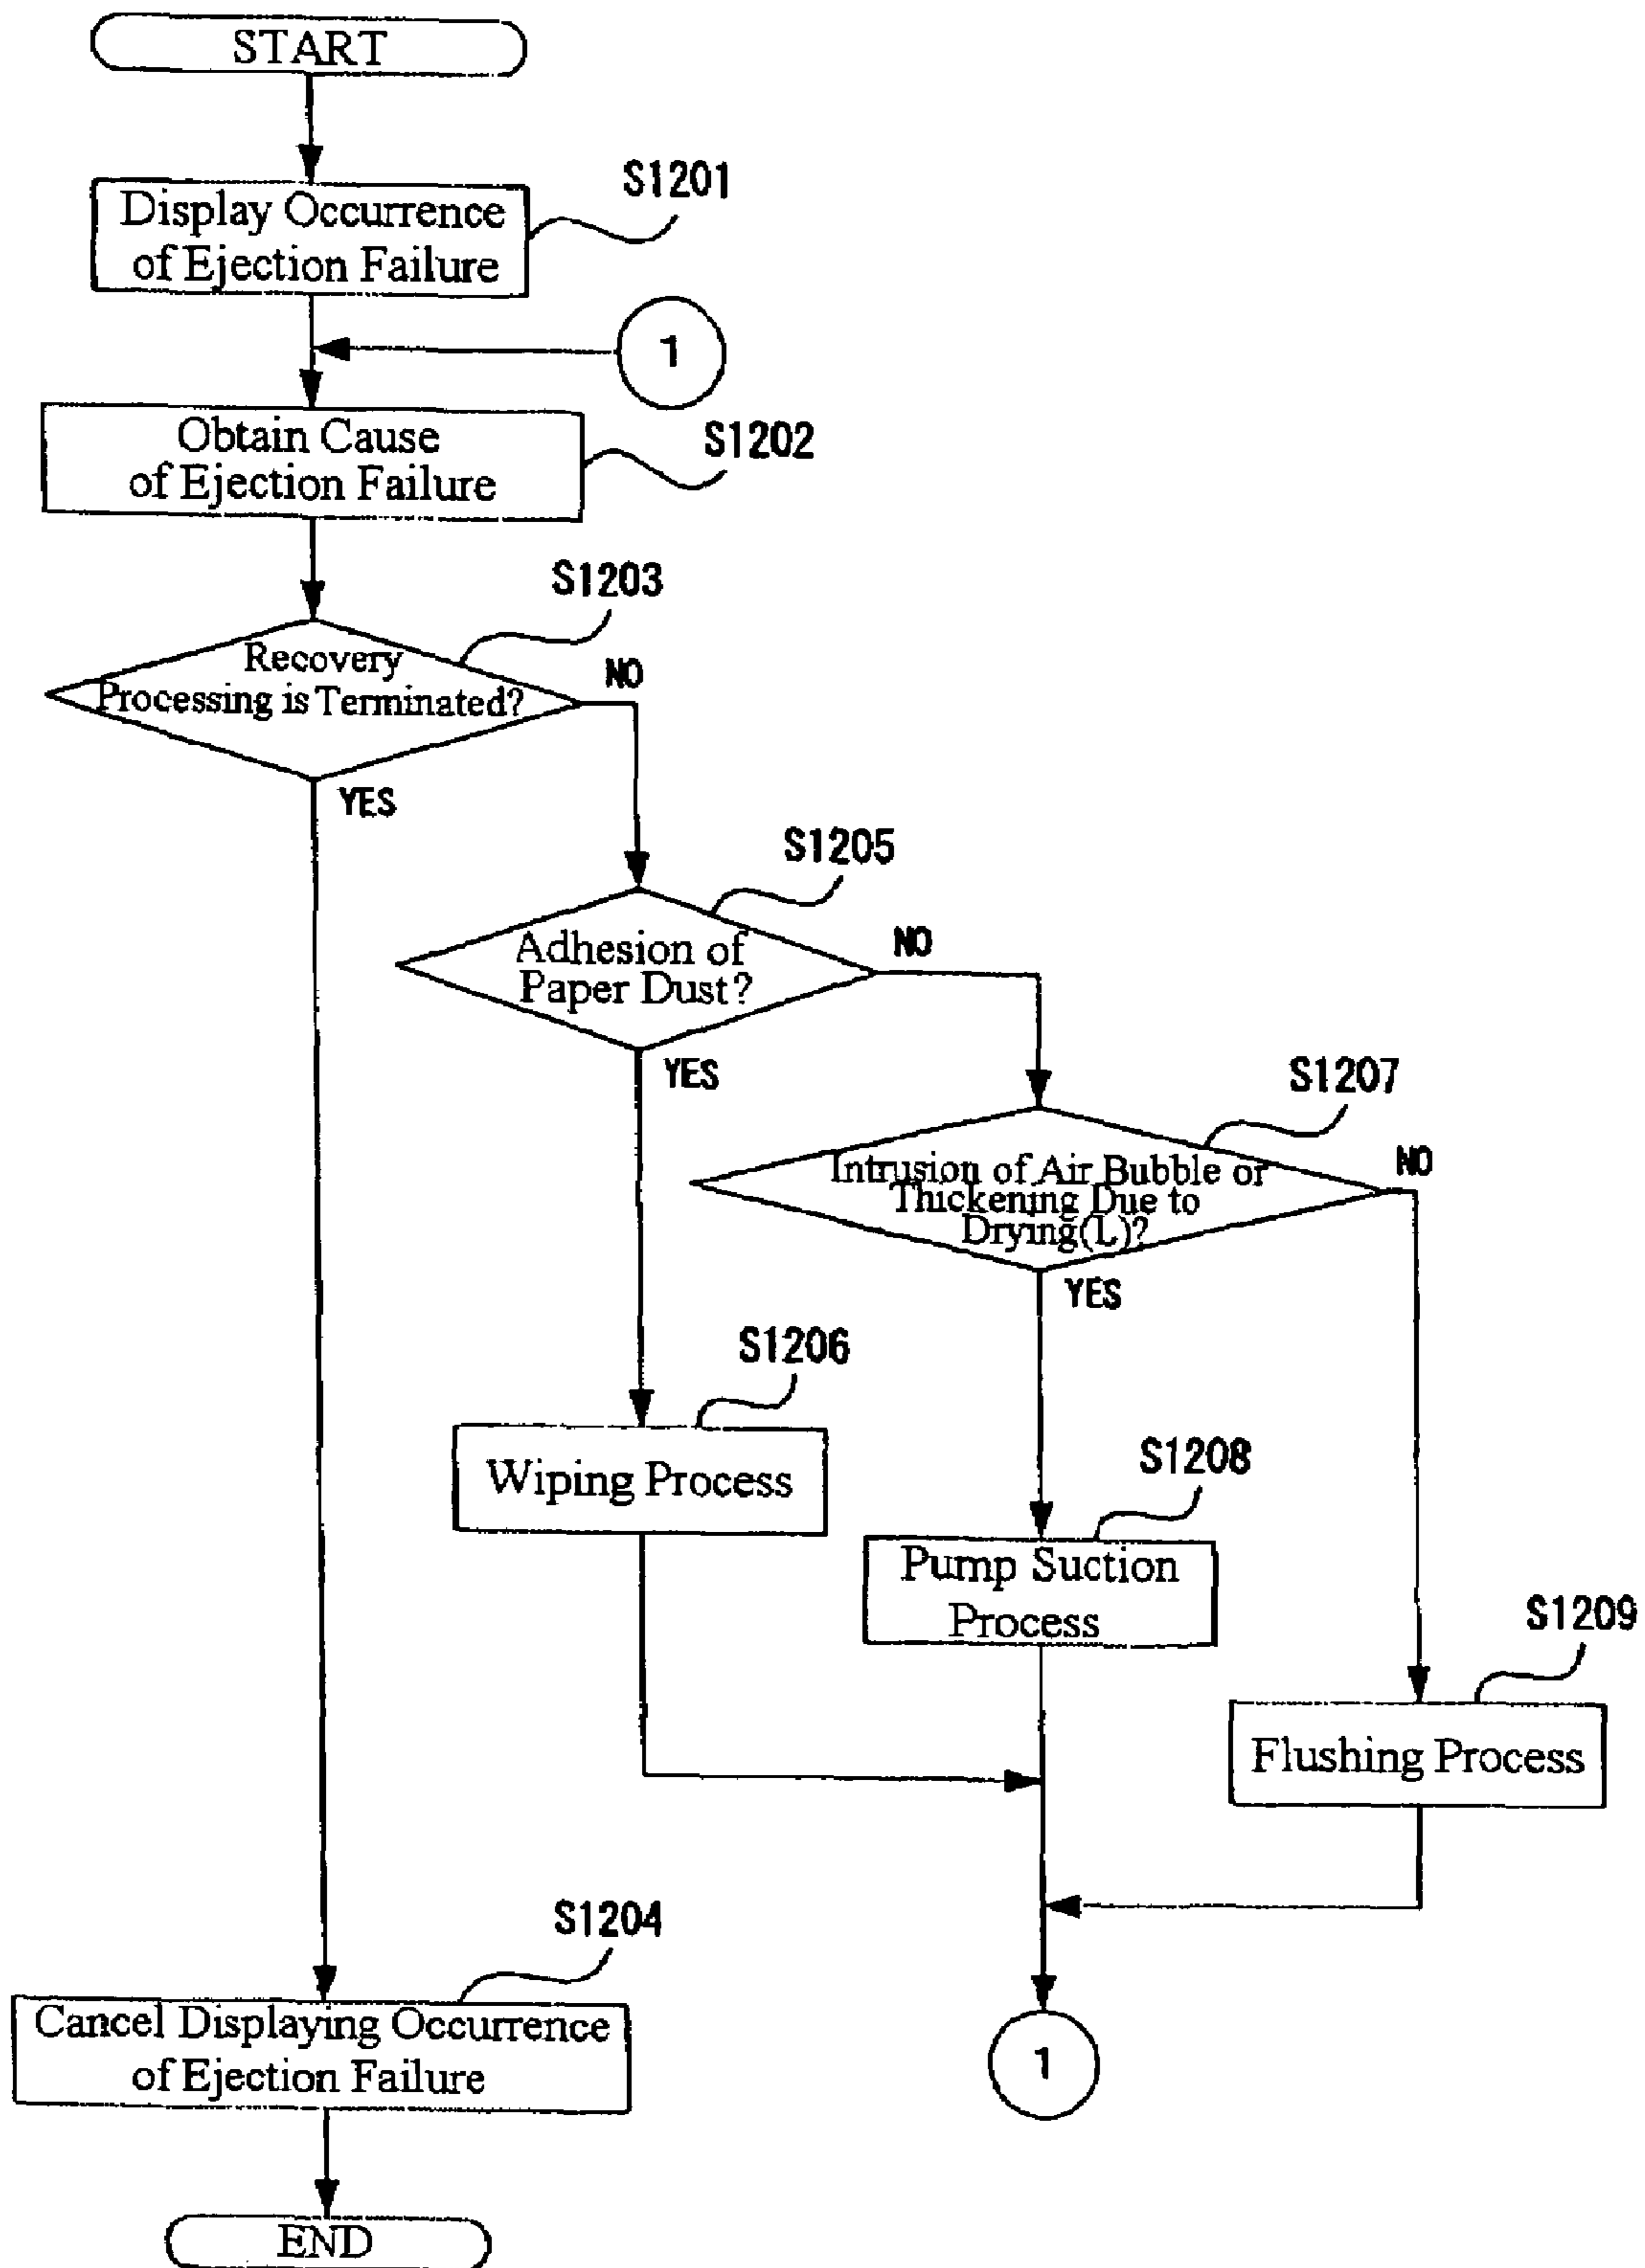 START
S1201
Display Occurrence
of Ejection Failure
1
S1202
Obtain Cause
of Ejection Failure
S1203
Recovery
Processing is Terminated?
NO
YES
S1205
Adhesion of
Paper Dust?
NO
YES
S1207
Intrusion of Air Bubble or
Thickening Due to
Drying(L)?
NO
YES
S1206
Wiping Process
S1208
Pump Suction
Process
S1209
Flushing Process
S1204
Cancel Displaying Occurrence
of Ejection Failure
1
END